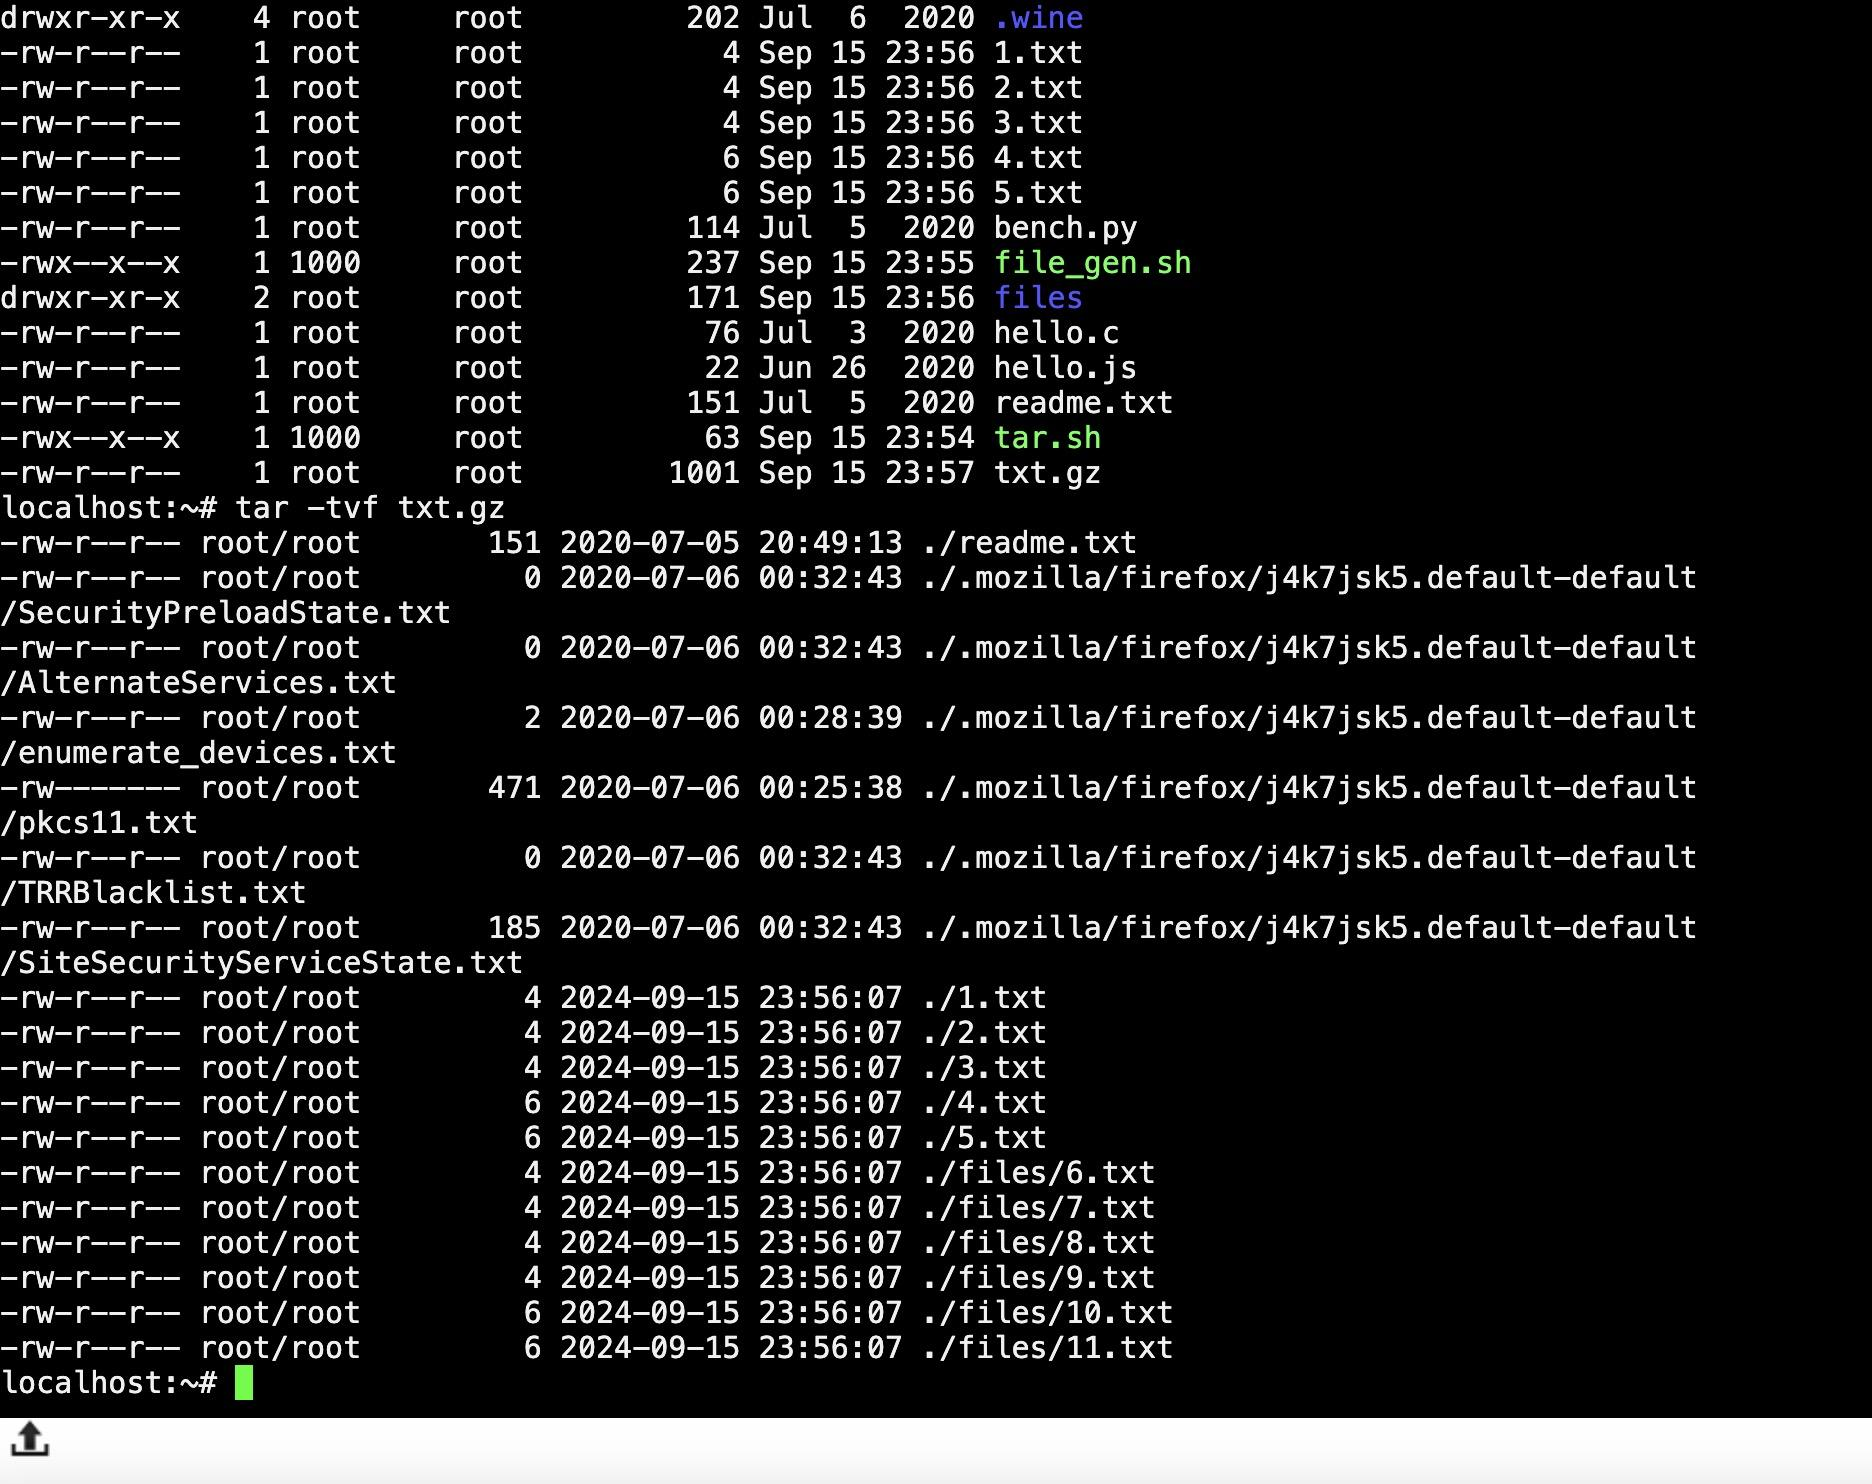 drwxr-xr-x    4 root     root           202 Jul  6  2020 .wine
-rw-r--r--    1 root     root             4 Sep 15 23:56 1.txt
-rw-r--r--    1 root     root             4 Sep 15 23:56 2.txt
-rw-r--r--    1 root     root             4 Sep 15 23:56 3.txt
-rw-r--r--    1 root     root             6 Sep 15 23:56 4.txt
-rw-r--r--    1 root     root             6 Sep 15 23:56 5.txt
-rw-r--r--    1 root     root           114 Jul  5  2020 bench.py
-rwx--x--x    1 1000     root           237 Sep 15 23:55 file_gen.sh
drwxr-xr-x    2 root     root           171 Sep 15 23:56 files
-rw-r--r--    1 root     root            76 Jul  3  2020 hello.c
-rw-r--r--    1 root     root            22 Jun 26  2020 hello.js
-rw-r--r--    1 root     root           151 Jul  5  2020 readme.txt
-rwx--x--x    1 1000     root            63 Sep 15 23:54 tar.sh
-rw-r--r--    1 root     root          1001 Sep 15 23:57 txt.gz
localhost:~# tar -tvf txt.gz
-rw-r--r-- root/root       151 2020-07-05 20:49:13 ./readme.txt
-rw-r--r-- root/root         0 2020-07-06 00:32:43 ./.mozilla/firefox/j4k7jsk5.default-default
/SecurityPreloadState.txt
-rw-r--r-- root/root         0 2020-07-06 00:32:43 ./.mozilla/firefox/j4k7jsk5.default-default
/AlternateServices.txt
-rw-r--r-- root/root         2 2020-07-06 00:28:39 ./.mozilla/firefox/j4k7jsk5.default-default
/enumerate_devices.txt
-rw------- root/root       471 2020-07-06 00:25:38 ./.mozilla/firefox/j4k7jsk5.default-default
/pkcs11.txt
-rw-r--r-- root/root         0 2020-07-06 00:32:43 ./.mozilla/firefox/j4k7jsk5.default-default
/TRRBlacklist.txt
-rw-r--r-- root/root       185 2020-07-06 00:32:43 ./.mozilla/firefox/j4k7jsk5.default-default
/SiteSecurityServiceState.txt
-rw-r--r-- root/root         4 2024-09-15 23:56:07 ./1.txt
-rw-r--r-- root/root         4 2024-09-15 23:56:07 ./2.txt
-rw-r--r-- root/root         4 2024-09-15 23:56:07 ./3.txt
-rw-r--r-- root/root         6 2024-09-15 23:56:07 ./4.txt
-rw-r--r-- root/root         6 2024-09-15 23:56:07 ./5.txt
-rw-r--r-- root/root         4 2024-09-15 23:56:07 ./files/6.txt
-rw-r--r-- root/root         4 2024-09-15 23:56:07 ./files/7.txt
-rw-r--r-- root/root         4 2024-09-15 23:56:07 ./files/8.txt
-rw-r--r-- root/root         4 2024-09-15 23:56:07 ./files/9.txt
-rw-r--r-- root/root         6 2024-09-15 23:56:07 ./files/10.txt
-rw-r--r-- root/root         6 2024-09-15 23:56:07 ./files/11.txt
localhost:~#